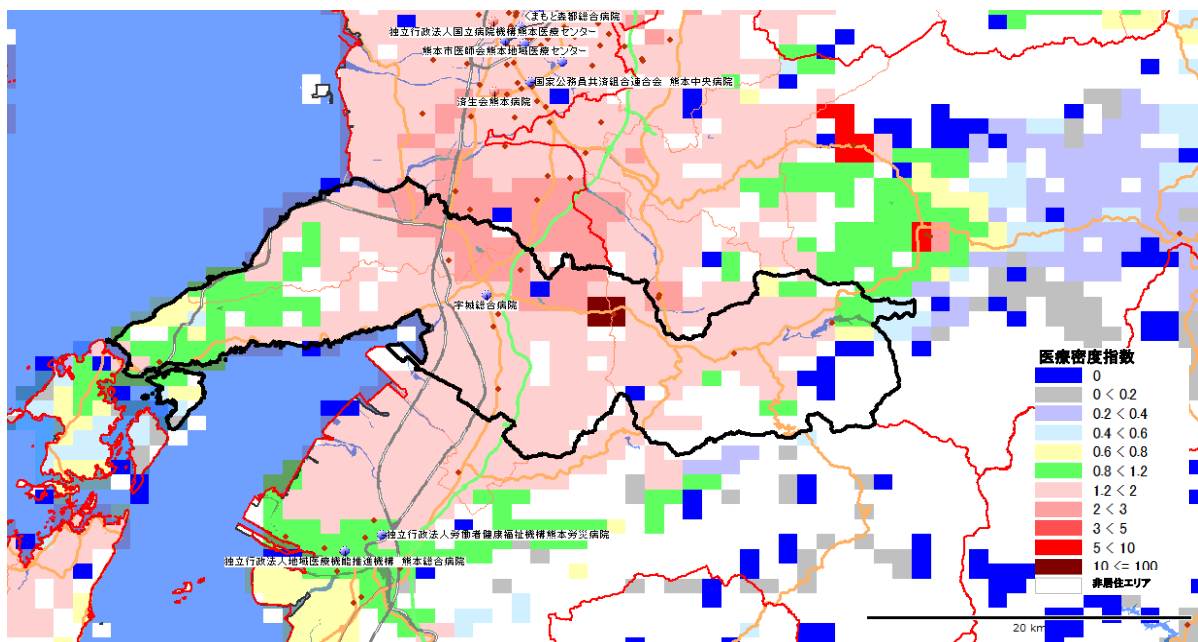 くまもと森都総合病院
独立行政法人国立病院機構熊本医療センター
熊本市医師会熊本地域医療センター
国家公務員共済組合連合会 熊本中央病院
済生会熊本病院
宇城総合病院
独立行政法人労働者健康福祉機構熊本労災病院
独立行政法人地域医療機能推進機構 熊本総合病院
医療密度指数
0
0 < 0.2
0.2 < 0.4
0.4 < 0.6
0.6 < 0.8
0.8 < 1.2
1.2 < 2
2 < 3
3 < 5
5 < 10
10 <= 100
非居住エリア
20 km